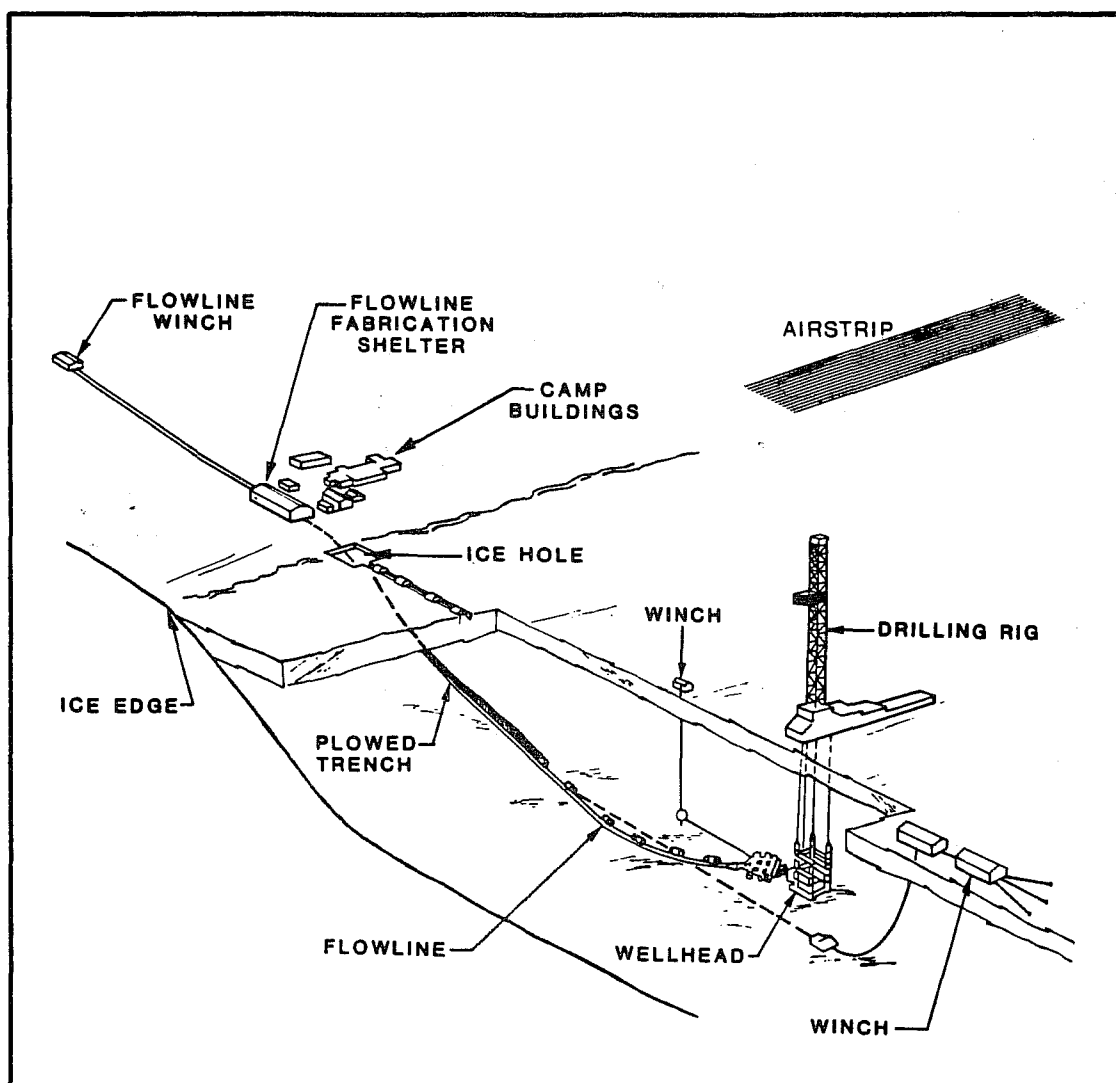 FLOWLINE
WINCH
FLOWLINE
FABRICATION
SHELTER
AIRSTRIP
CAMP
BUILDINGS
ICE HOLE
WINCH
DRILLING RIG
ICE EDGE
PLOWED
TRENCH
FLOWLINE
WELLHEAD
WINCH